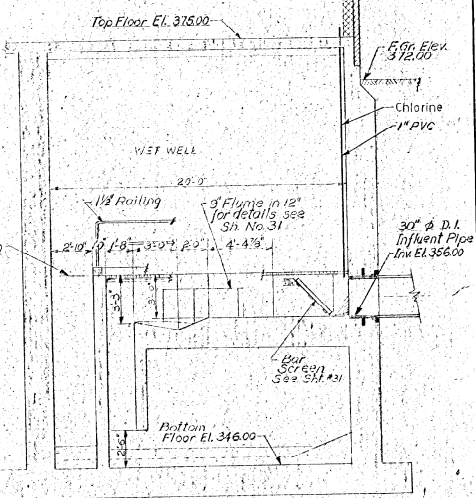 Top Floor El. 375.00
F.Gr. Elev.
372.00
Chlorine
1" PVC
WET WELL
20'-0"
1½" Railing
9" Flume in 12"
for details see
Sh. No. 31
30" ϕ D.I.
Influent Pipe
Inv. El. 356.00
2'-10"
1'-8"
3'-0"
2'-0"
4'-4⅞"
3'-3"
Bar
Screen
See Sht. #31
Bottom
Floor El. 346.00
2'-6"